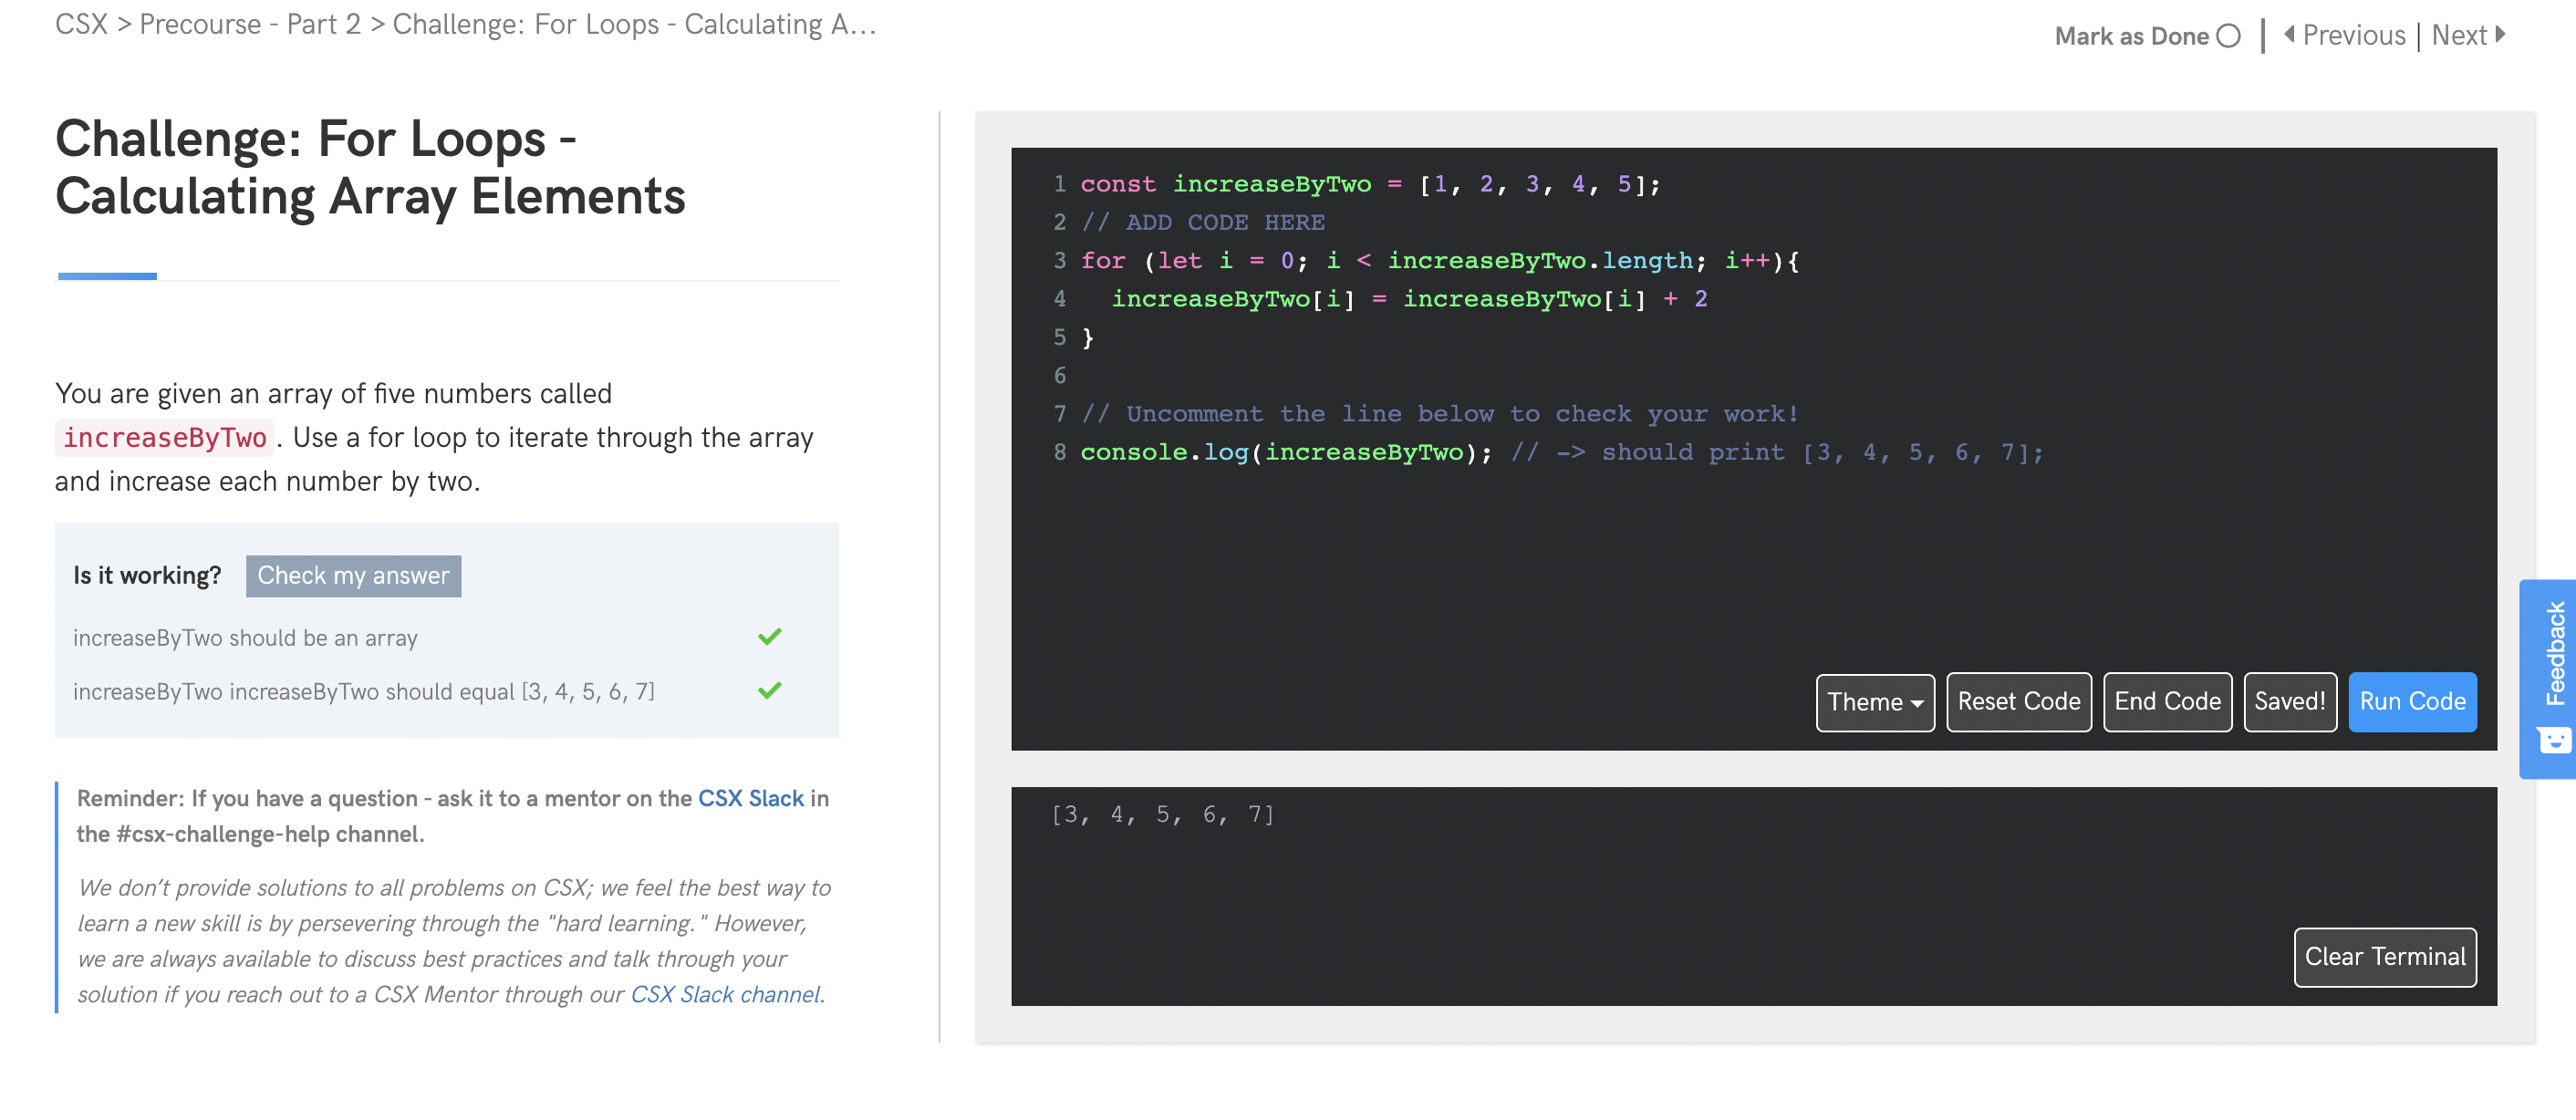 CSX > Precourse - Part 2 > Challenge: For Loops - Calculating A...
Mark as Done | Previous | Next
Challenge: For Loops -
Calculating Array Elements
You are given an array of five numbers called
increaseByTwo. Use a for loop to iterate through the array
and increase each number by two.
Is it working? Check my answer
increaseByTwo should be an array
increaseByTwo increaseByTwo should equal [3, 4, 5, 6, 7]
Reminder: If you have a question - ask it to a mentor on the CSX Slack in
the #csx-challenge-help channel.
We don’t provide solutions to all problems on CSX; we feel the best way to
learn a new skill is by persevering through the "hard learning." However,
we are always available to discuss best practices and talk through your
solution if you reach out to a CSX Mentor through our CSX Slack channel.
1 const increaseByTwo = [1, 2, 3, 4, 5];
2 // ADD CODE HERE
3 for (let i = 0; i < increaseByTwo.length; i++){
4   increaseByTwo[i] = increaseByTwo[i] + 2
5 }
6
7 // Uncomment the line below to check your work!
8 console.log(increaseByTwo); // -> should print [3, 4, 5, 6, 7];
Theme Reset Code End Code Saved! Run Code
[3, 4, 5, 6, 7]
Clear Terminal
Feedback